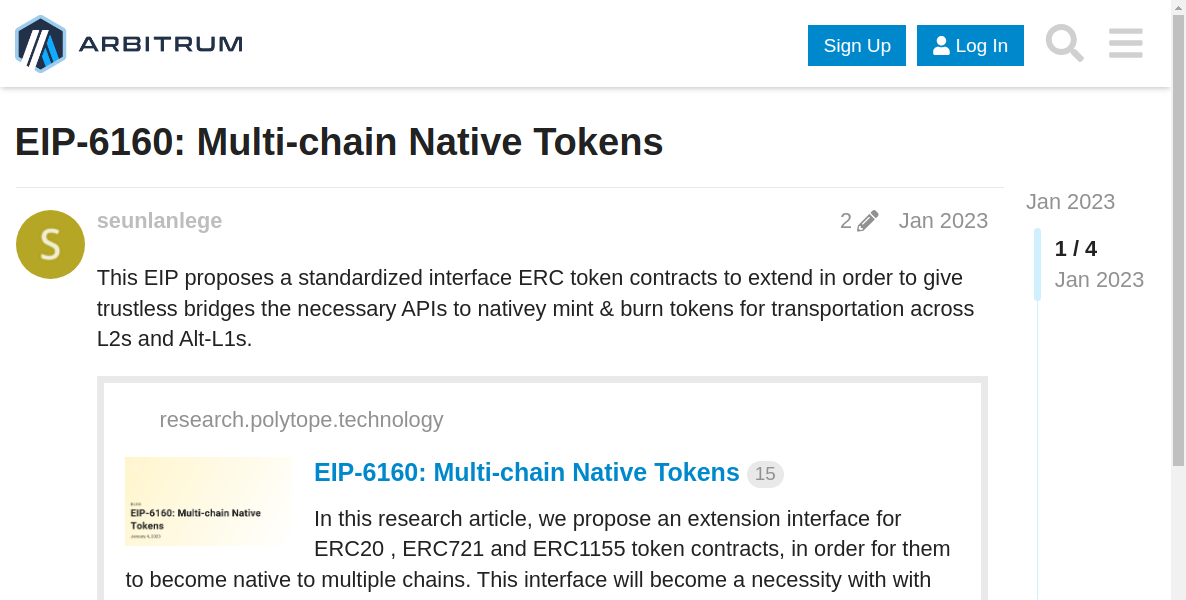 ARBITRUM
Sign Up
Log In
EIP-6160: Multi-chain Native Tokens
seunlanlege
2
Jan 2023
Jan 2023
1 / 4
Jan 2023
S
This EIP proposes a standardized interface ERC token contracts to extend in order to give
trustless bridges the necessary APIs to nativey mint & burn tokens for transportation across
L2s and Alt-L1s.
research.polytope.technology
EIP-6160: Multi-chain Native Tokens 15
BLOG
EIP-6160: Multi-chain Native
Tokens
January 4, 2023
In this research article, we propose an extension interface for
ERC20 , ERC721 and ERC1155 token contracts, in order for them
to become native to multiple chains. This interface will become a necessity with with